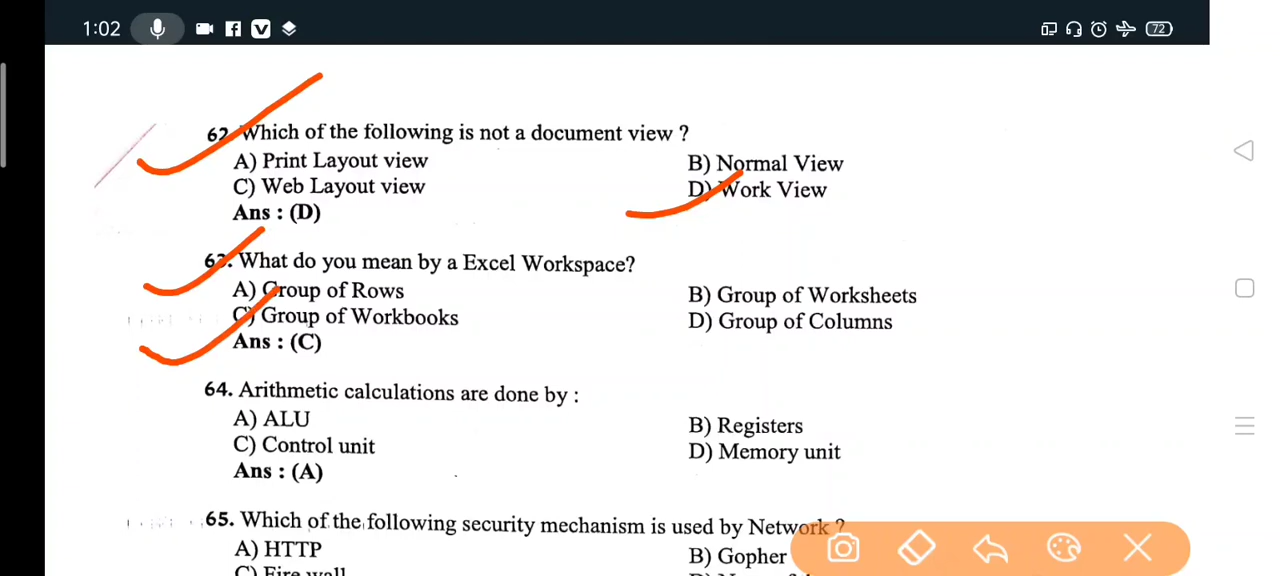 1:02
72
62. Which of the following is not a document view ?
A) Print Layout view
B) Normal View
C) Web Layout view
D) Work View
Ans : (D)
63. What do you mean by a Excel Workspace?
A) Group of Rows
B) Group of Worksheets
C) Group of Workbooks
D) Group of Columns
Ans : (C)
64. Arithmetic calculations are done by :
A) ALU
B) Registers
C) Control unit
D) Memory unit
Ans : (A)
65. Which of the following security mechanism is used by Network ?
A) HTTP
B) Gopher
C) Fire wall